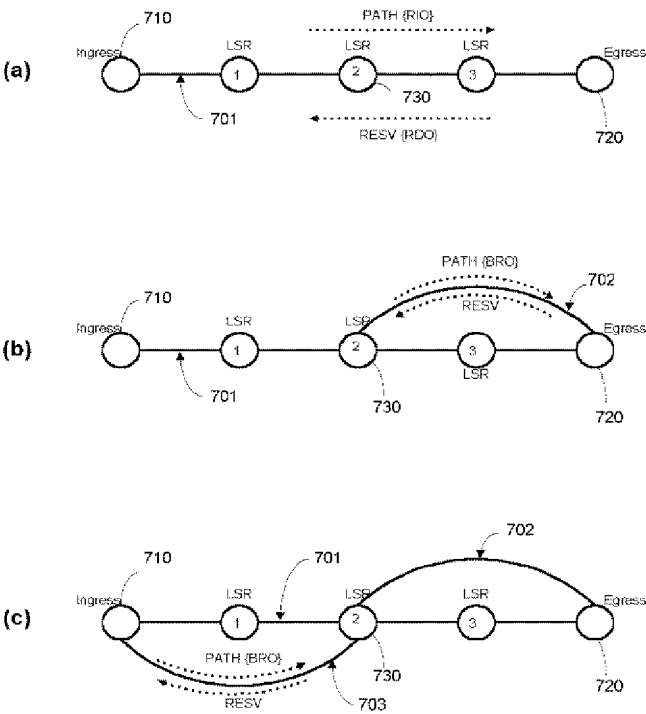 710
PATH {RIO}
Ingress LSR LSR LSR Egress
(a) 1 2 3
730
701
RESV {RDO}
720
PATH {BRO}
702
710
RESV
Ingress LSR LSR Egress
(b) 1 2 3
LSR
701
730
720
702
710
701
Ingress LSR LSR LSR Egress
(c) 1 2 3
PATH {BRO}
730
720
RESV
703